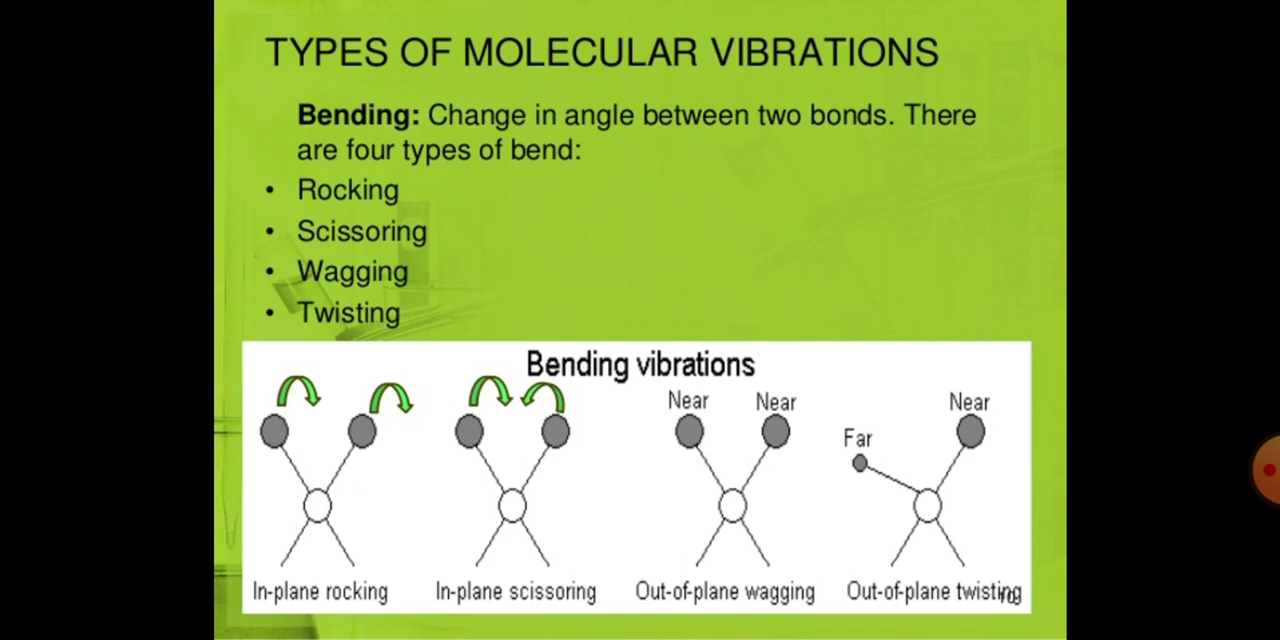 TYPES OF MOLECULAR VIBRATIONS
Bending: Change in angle between two bonds. There
are four types of bend:
• Rocking
• Scissoring
• Wagging
• Twisting
Bending vibrations
Near Near Near
Far
In-plane rocking In-plane scissoring Out-of-plane wagging Out-of-plane twisting